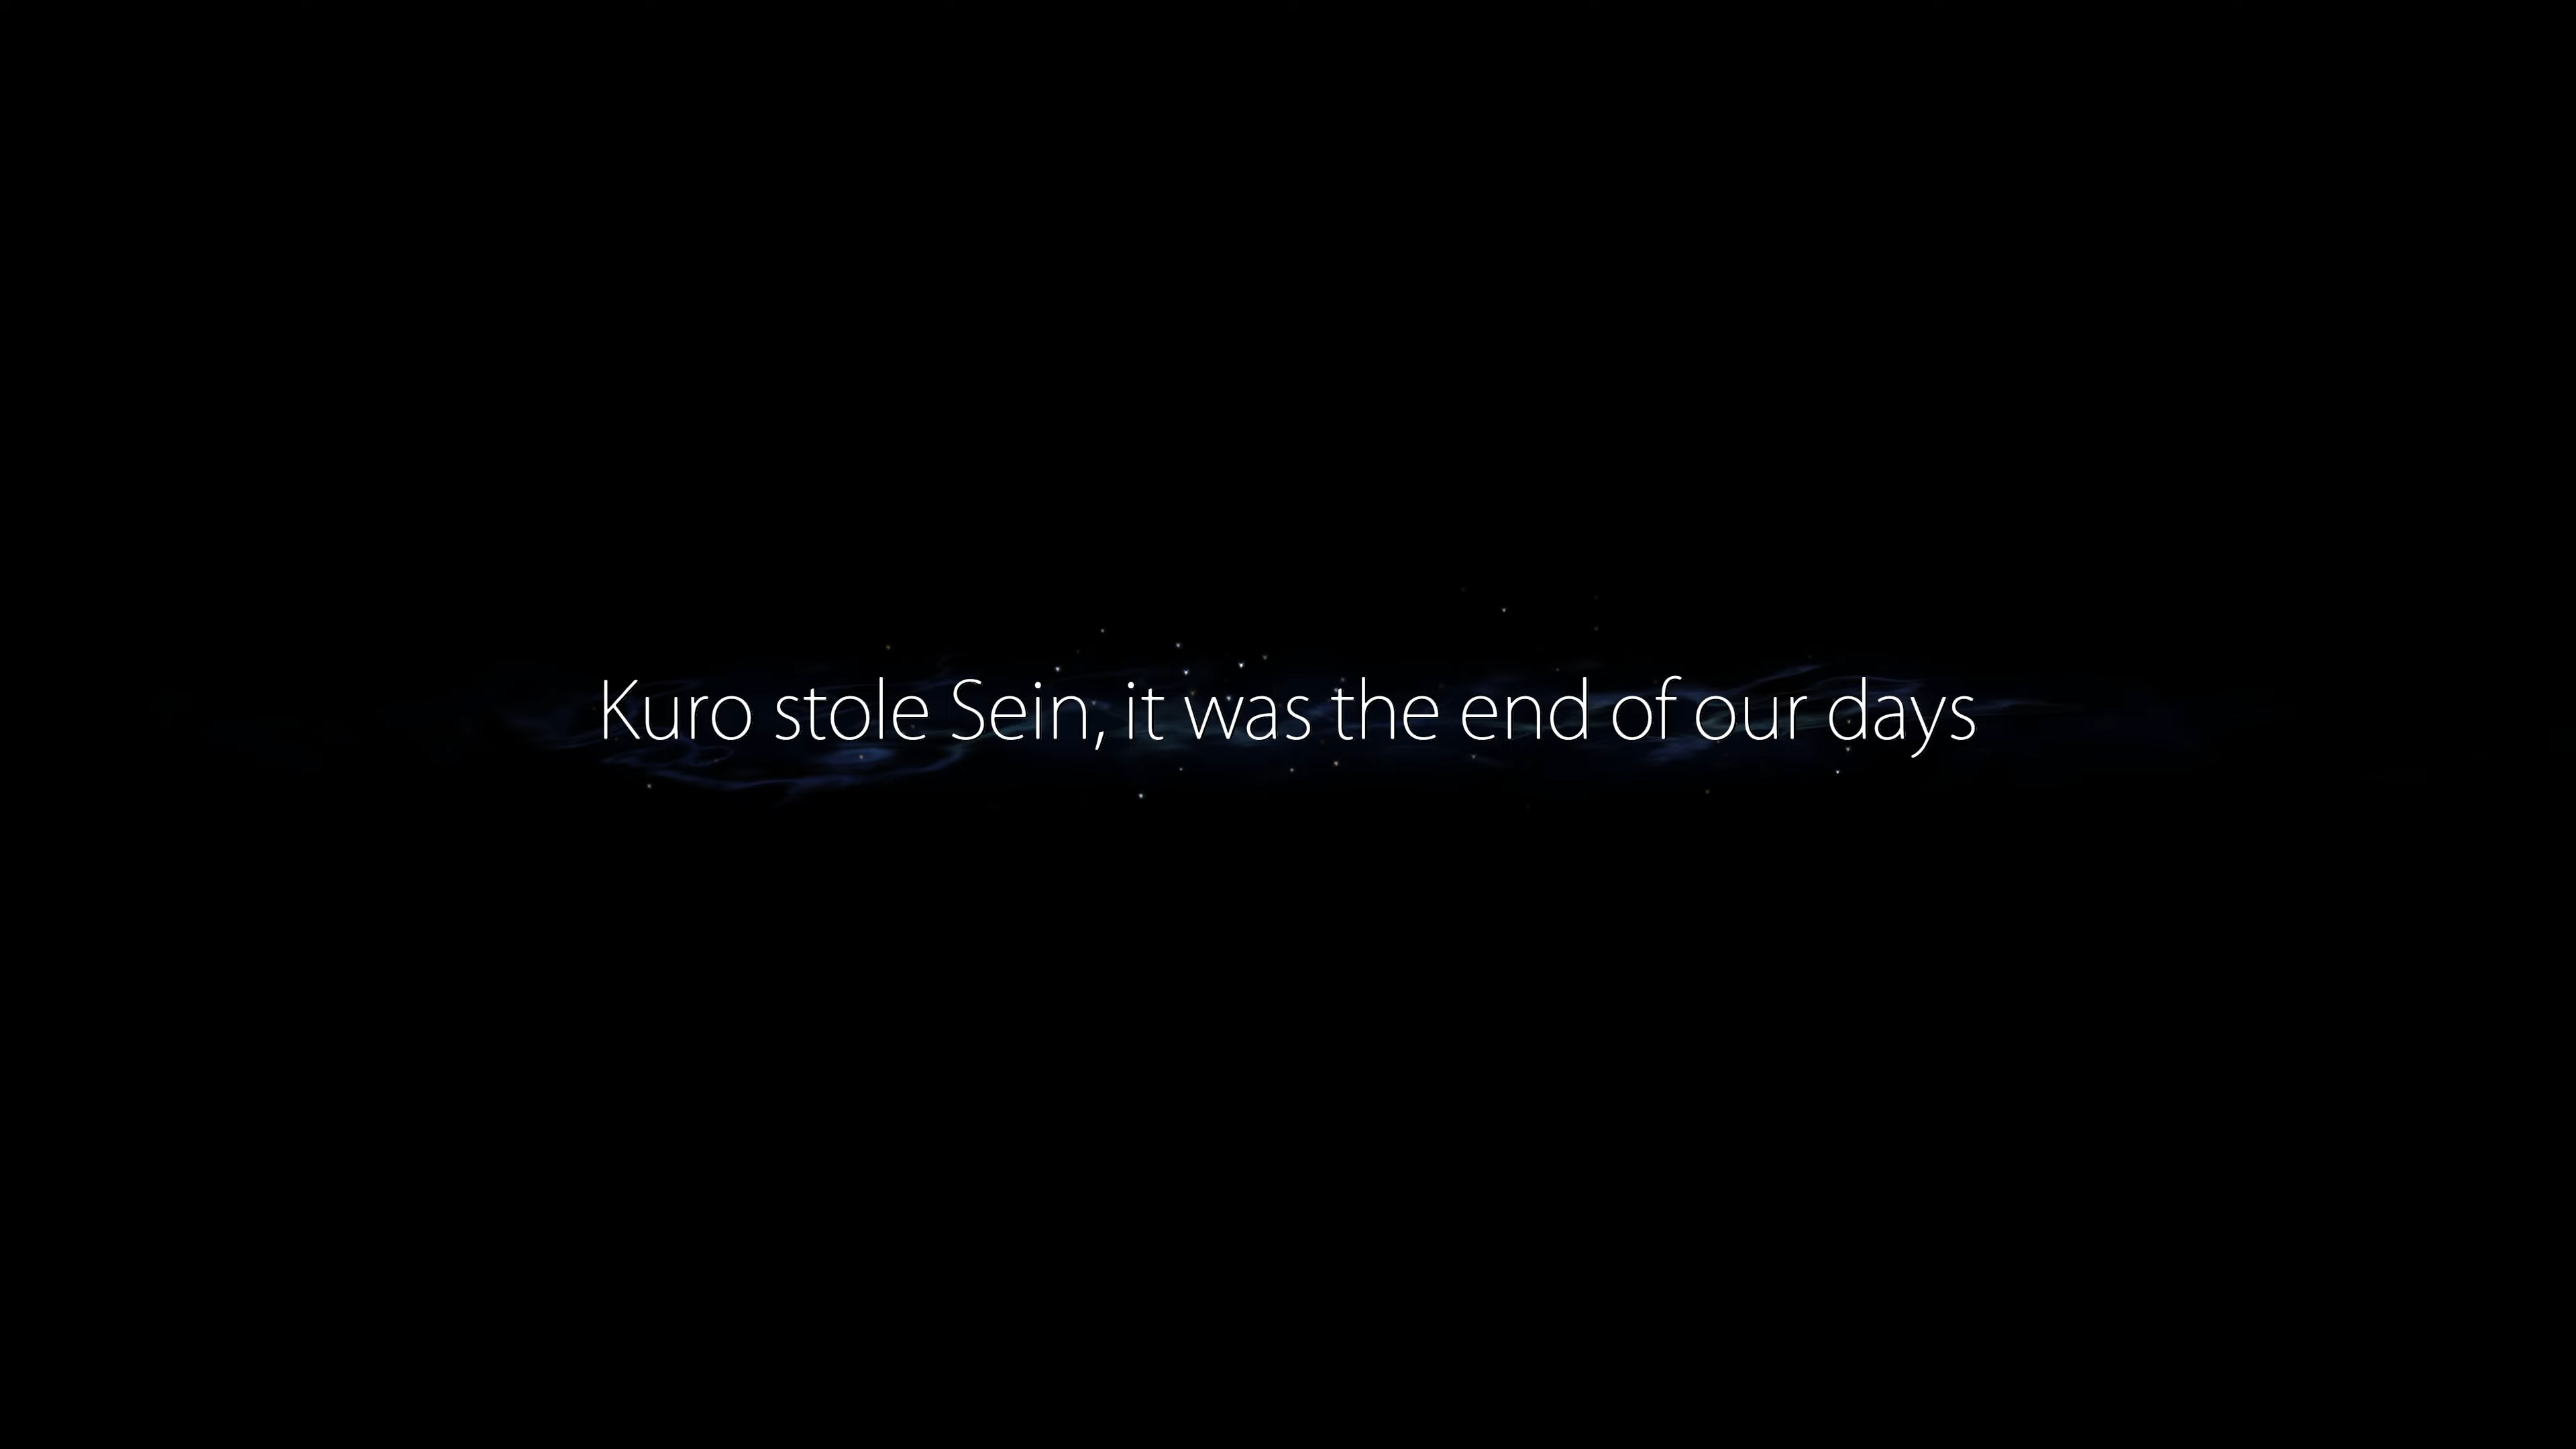 Kuro stole Sein, it was the end of our days